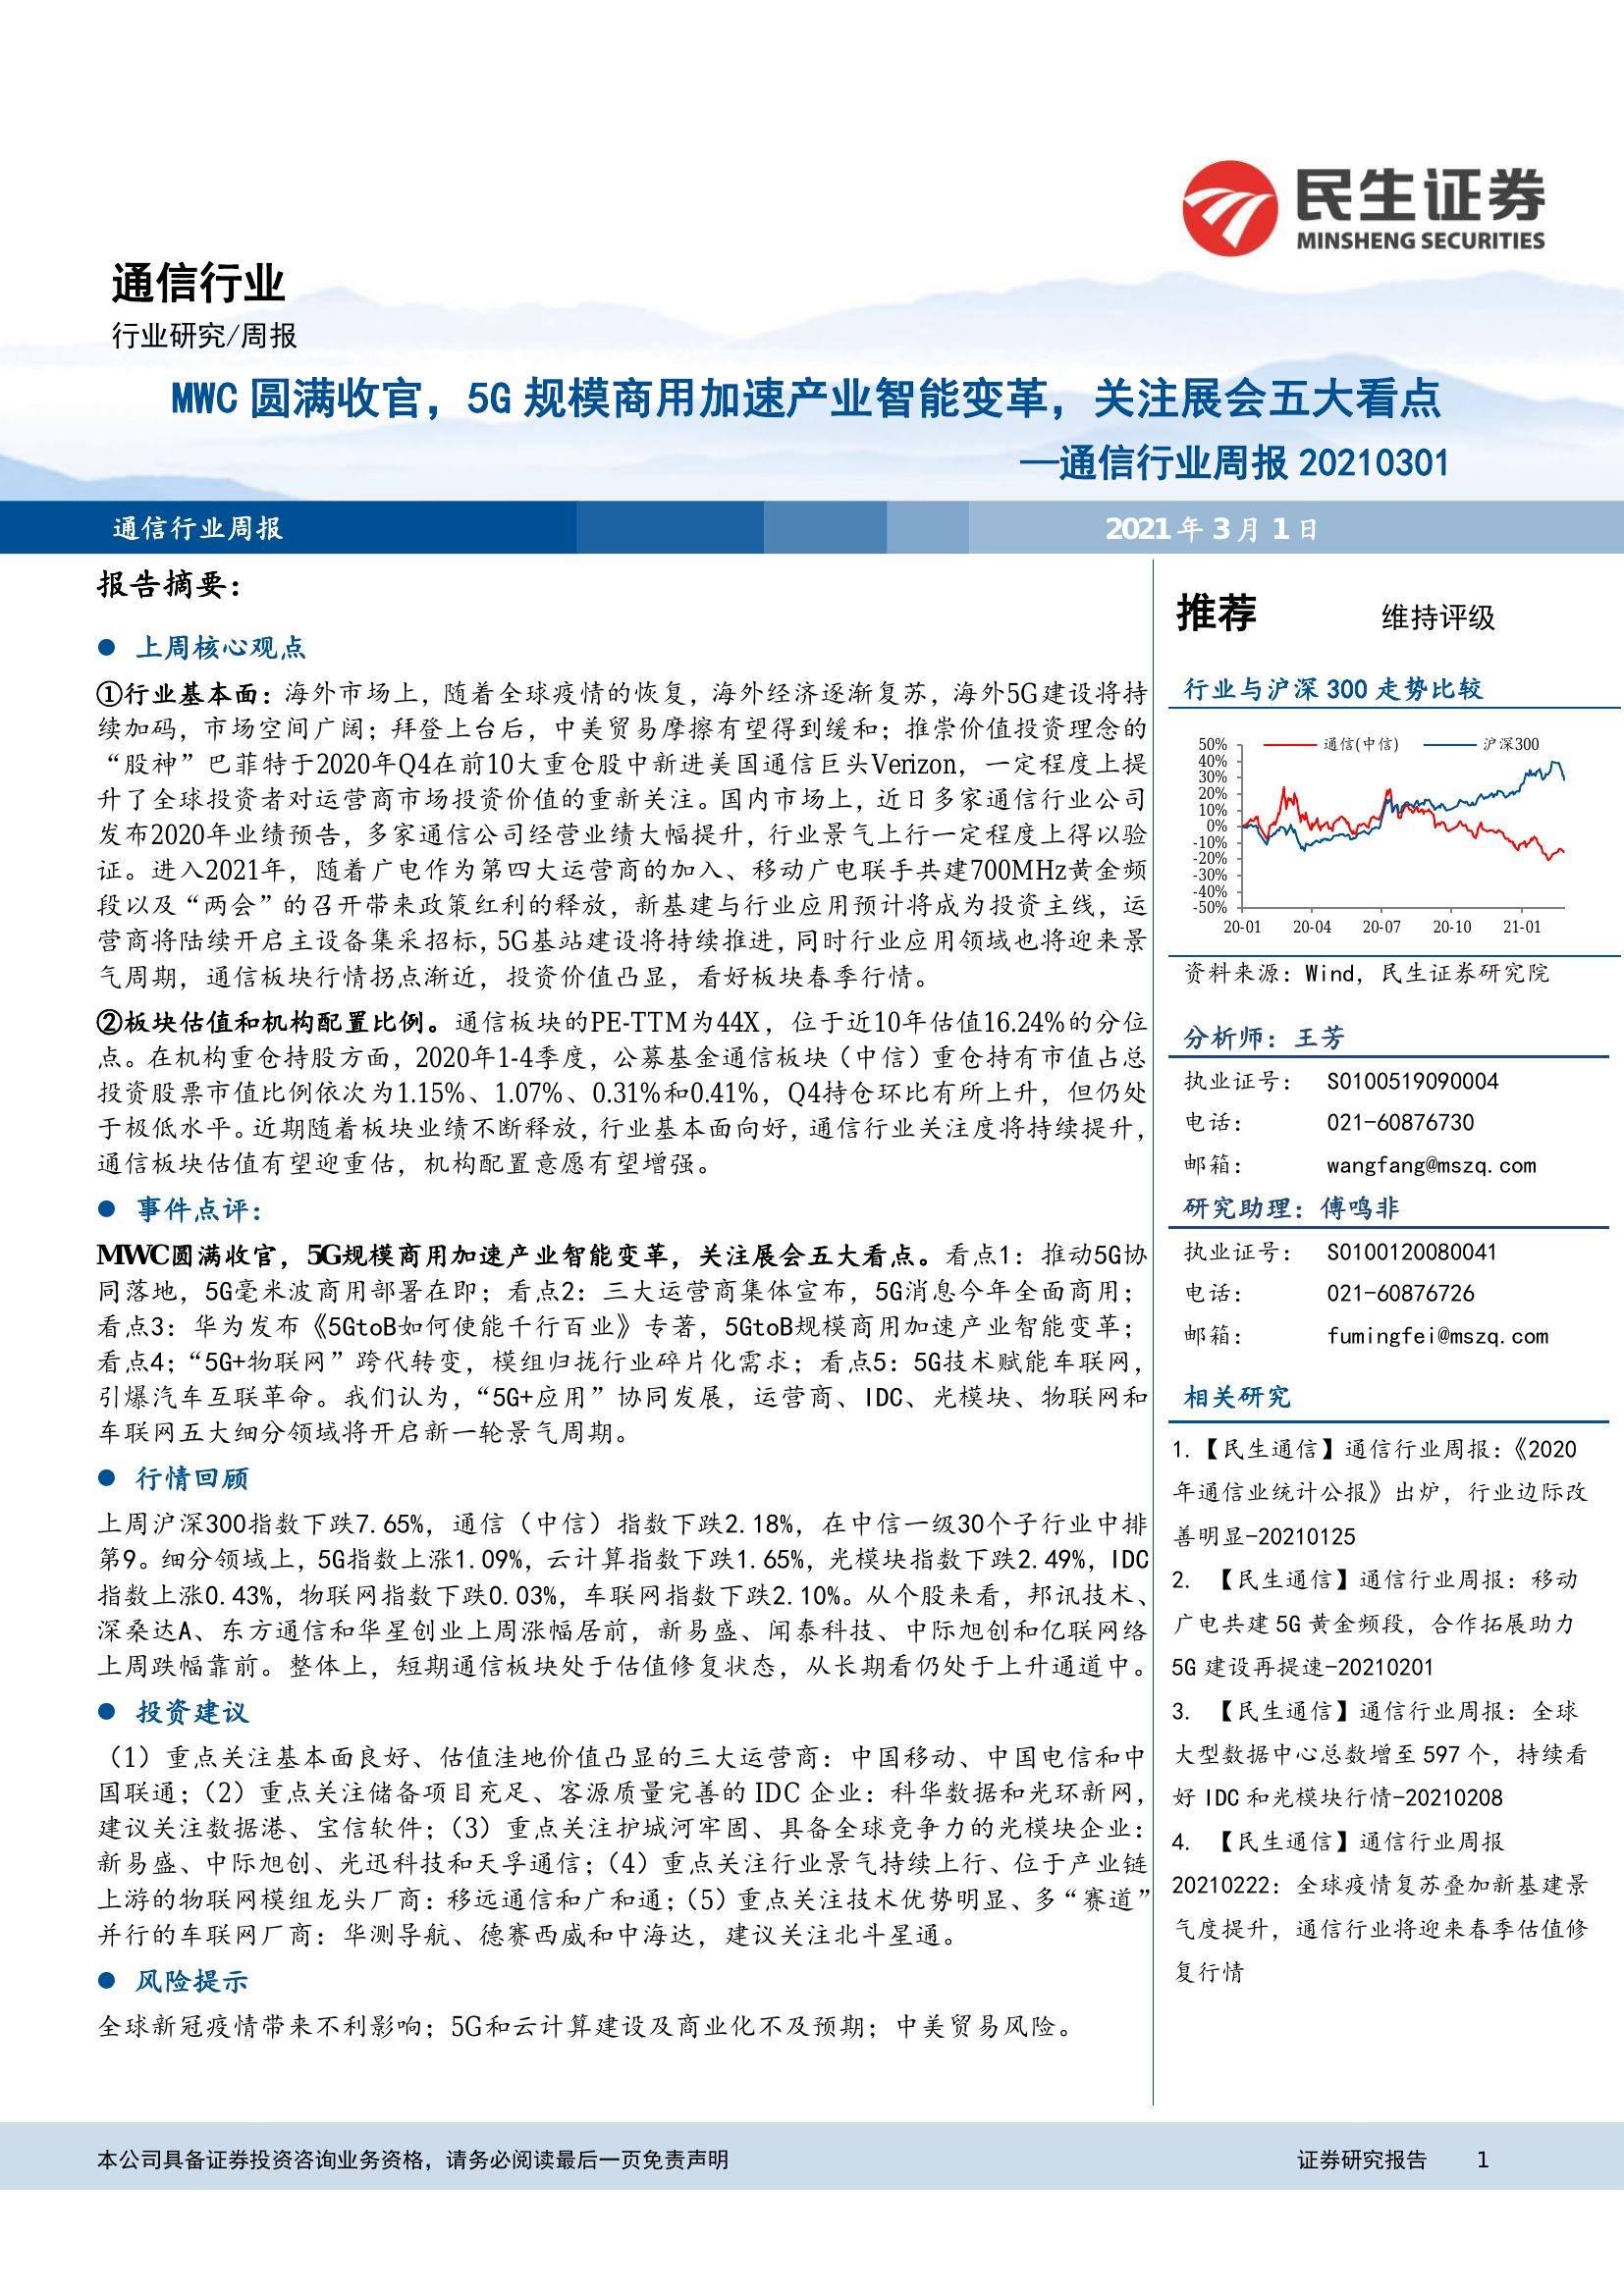 民生证券
MINSHENG SECURITIES
通信行业
行业研究/周报
MWC 圆满收官，5G 规模商用加速产业智能变革，关注展会五大看点
—通信行业周报 20210301
通信行业周报
2021 年 3 月 1 日
报告摘要：
● 上周核心观点
①行业基本面：海外市场上，随着全球疫情的恢复，海外经济逐渐复苏，海外5G建设将持
续加码，市场空间广阔；拜登上台后，中美贸易摩擦有望得到缓和；推崇价值投资理念的
“股神”巴菲特于2020年Q4在前10大重仓股中新进美国通信巨头Verizon，一定程度上提
升了全球投资者对运营商市场投资价值的重新关注。国内市场上，近日多家通信行业公司
发布2020年业绩预告，多家通信公司经营业绩大幅提升，行业景气上行一定程度上得以验
证。进入2021年，随着广电作为第四大运营商的加入、移动广电联手共建700MHz黄金频
段以及“两会”的召开带来政策红利的释放，新基建与行业应用预计将成为投资主线，运
营商将陆续开启主设备集采招标，5G基站建设将持续推进，同时行业应用领域也将迎来景
气周期，通信板块行情拐点渐近，投资价值凸显，看好板块春季行情。
②板块估值和机构配置比例。通信板块的PE-TTM为44X，位于近10年估值16.24%的分位
点。在机构重仓持股方面，2020年1-4季度，公募基金通信板块（中信）重仓持有市值占总
投资股票市值比例依次为1.15%、1.07%、0.31%和0.41%，Q4持仓环比有所上升，但仍处
于极低水平。近期随着板块业绩不断释放，行业基本面向好，通信行业关注度将持续提升，
通信板块估值有望迎重估，机构配置意愿有望增强。
● 事件点评：
MWC圆满收官，5G规模商用加速产业智能变革，关注展会五大看点。看点1：推动5G协
同落地，5G毫米波商用部署在即；看点2：三大运营商集体宣布，5G消息今年全面商用；
看点3：华为发布《5GtoB如何使能千行百业》专著，5GtoB规模商用加速产业智能变革；
看点4；“5G+物联网”跨代转变，模组归拢行业碎片化需求；看点5：5G技术赋能车联网，
引爆汽车互联革命。我们认为，“5G+应用”协同发展，运营商、IDC、光模块、物联网和
车联网五大细分领域将开启新一轮景气周期。
● 行情回顾
上周沪深300指数下跌7.65%，通信（中信）指数下跌2.18%，在中信一级30个子行业中排
第9。细分领域上，5G指数上涨1.09%，云计算指数下跌1.65%，光模块指数下跌2.49%，IDC
指数上涨0.43%，物联网指数下跌0.03%，车联网指数下跌2.10%。从个股来看，邦讯技术、
深桑达A、东方通信和华星创业上周涨幅居前，新易盛、闻泰科技、中际旭创和亿联网络
上周跌幅靠前。整体上，短期通信板块处于估值修复状态，从长期看仍处于上升通道中。
● 投资建议
（1）重点关注基本面良好、估值洼地价值凸显的三大运营商：中国移动、中国电信和中
国联通；（2）重点关注储备项目充足、客源质量完善的 IDC 企业：科华数据和光环新网，
建议关注数据港、宝信软件；（3）重点关注护城河牢固、具备全球竞争力的光模块企业：
新易盛、中际旭创、光迅科技和天孚通信；（4）重点关注行业景气持续上行、位于产业链
上游的物联网模组龙头厂商：移远通信和广和通；（5）重点关注技术优势明显、多“赛道”
并行的车联网厂商：华测导航、德赛西威和中海达，建议关注北斗星通。
● 风险提示
全球新冠疫情带来不利影响；5G和云计算建设及商业化不及预期；中美贸易风险。
推荐 维持评级
行业与沪深 300 走势比较
通信(中信) 沪深300
50%
40%
30%
20%
10%
0%
-10%
-20%
-30%
-40%
-50%
20-01 20-04 20-07 20-10 21-01
资料来源：Wind，民生证券研究院
分析师：王芳
执业证号： S0100519090004
电话： 021-60876730
邮箱： wangfang@mszq.com
研究助理：傅鸣非
执业证号： S0100120080041
电话： 021-60876726
邮箱： fumingfei@mszq.com
相关研究
1.【民生通信】通信行业周报：《2020
年通信业统计公报》出炉，行业边际改
善明显-20210125
2. 【民生通信】通信行业周报：移动
广电共建 5G 黄金频段，合作拓展助力
5G 建设再提速-20210201
3. 【民生通信】通信行业周报：全球
大型数据中心总数增至 597 个，持续看
好 IDC 和光模块行情-20210208
4. 【民生通信】通信行业周报
20210222：全球疫情复苏叠加新基建景
气度提升，通信行业将迎来春季估值修
复行情
本公司具备证券投资咨询业务资格，请务必阅读最后一页免责声明
证券研究报告 1